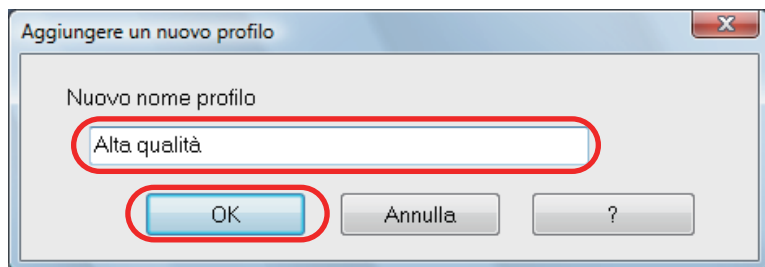 Aggiungere un nuovo profilo
Nuovo nome profilo
Alta qualità
OK Annulla ?